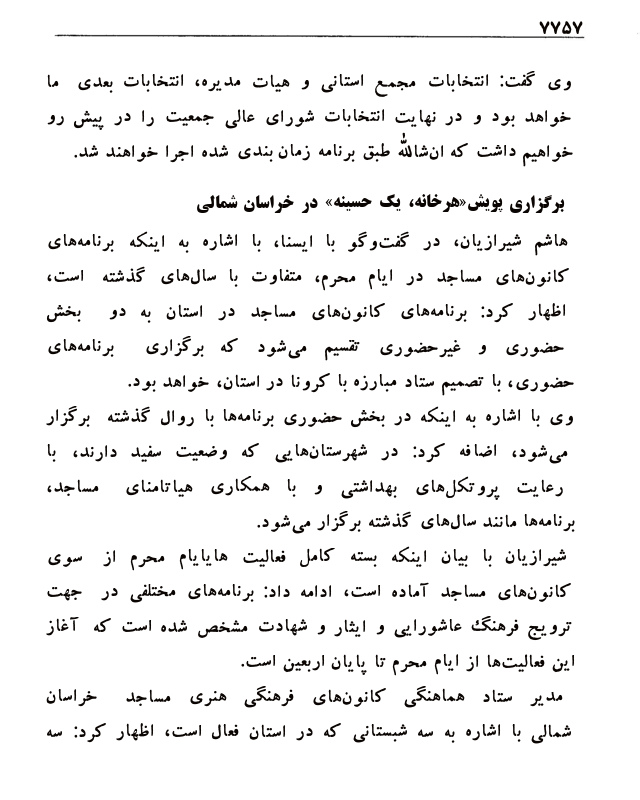 ۷۷۵۷
وی گفت: انتخابات مجمع استانی و هیات مدیره، انتخابات بعدی ما
خواهد بود و در نهایت انتخابات شورای عالی جمعیت را در پیش رو
خواهیم داشت که ان‌شالله طبق برنامه زمان بندی شده اجرا خواهند شد.
برگزاری پویش«هرخانه، یک حسینه» در خراسان شمالی
هاشم شیرازیان، در گفت‌وگو با ایسنا، با اشاره به اینکه برنامه‌های
کانون‌های مساجد در ایام محرم، متفاوت با سال‌های گذشته است،
اظهار کرد: برنامه‌های کانون‌های مساجد در استان به دو بخش
حضوری و غیرحضوری تقسیم می‌شود که برگزاری برنامه‌های
حضوری، با تصمیم ستاد مبارزه با کرونا در استان، خواهد بود.
وی با اشاره به اینکه در بخش حضوری برنامه‌ها با روال گذشته برگزار
می‌شود، اضافه کرد: در شهرستان‌هایی که وضعیت سفید دارند، با
رعایت پروتکل‌های بهداشتی و با همکاری هیاتامنای مساجد،
برنامه‌ها مانند سال‌های گذشته برگزار می‌شود.
شیرازیان با بیان اینکه بسته کامل فعالیت هایایام محرم از سوی
کانون‌های مساجد آماده است، ادامه داد: برنامه‌های مختلفی در جهت
ترویج فرهنگ عاشورایی و ایثار و شهادت مشخص شده است که آغاز
این فعالیت‌ها از ایام محرم تا پایان اربعین است.
مدیر ستاد هماهنگی کانون‌های فرهنگی هنری مساجد خراسان
شمالی با اشاره به سه شبستانی که در استان فعال است، اظهار کرد: سه